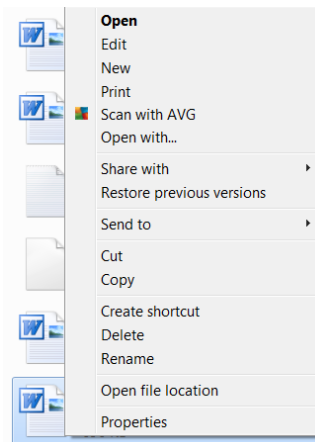 Open
Edit
New
Print
Scan with AVG
Open with...
Share with
Restore previous versions
Send to
Cut
Copy
Create shortcut
Delete
Rename
Open file location
Properties